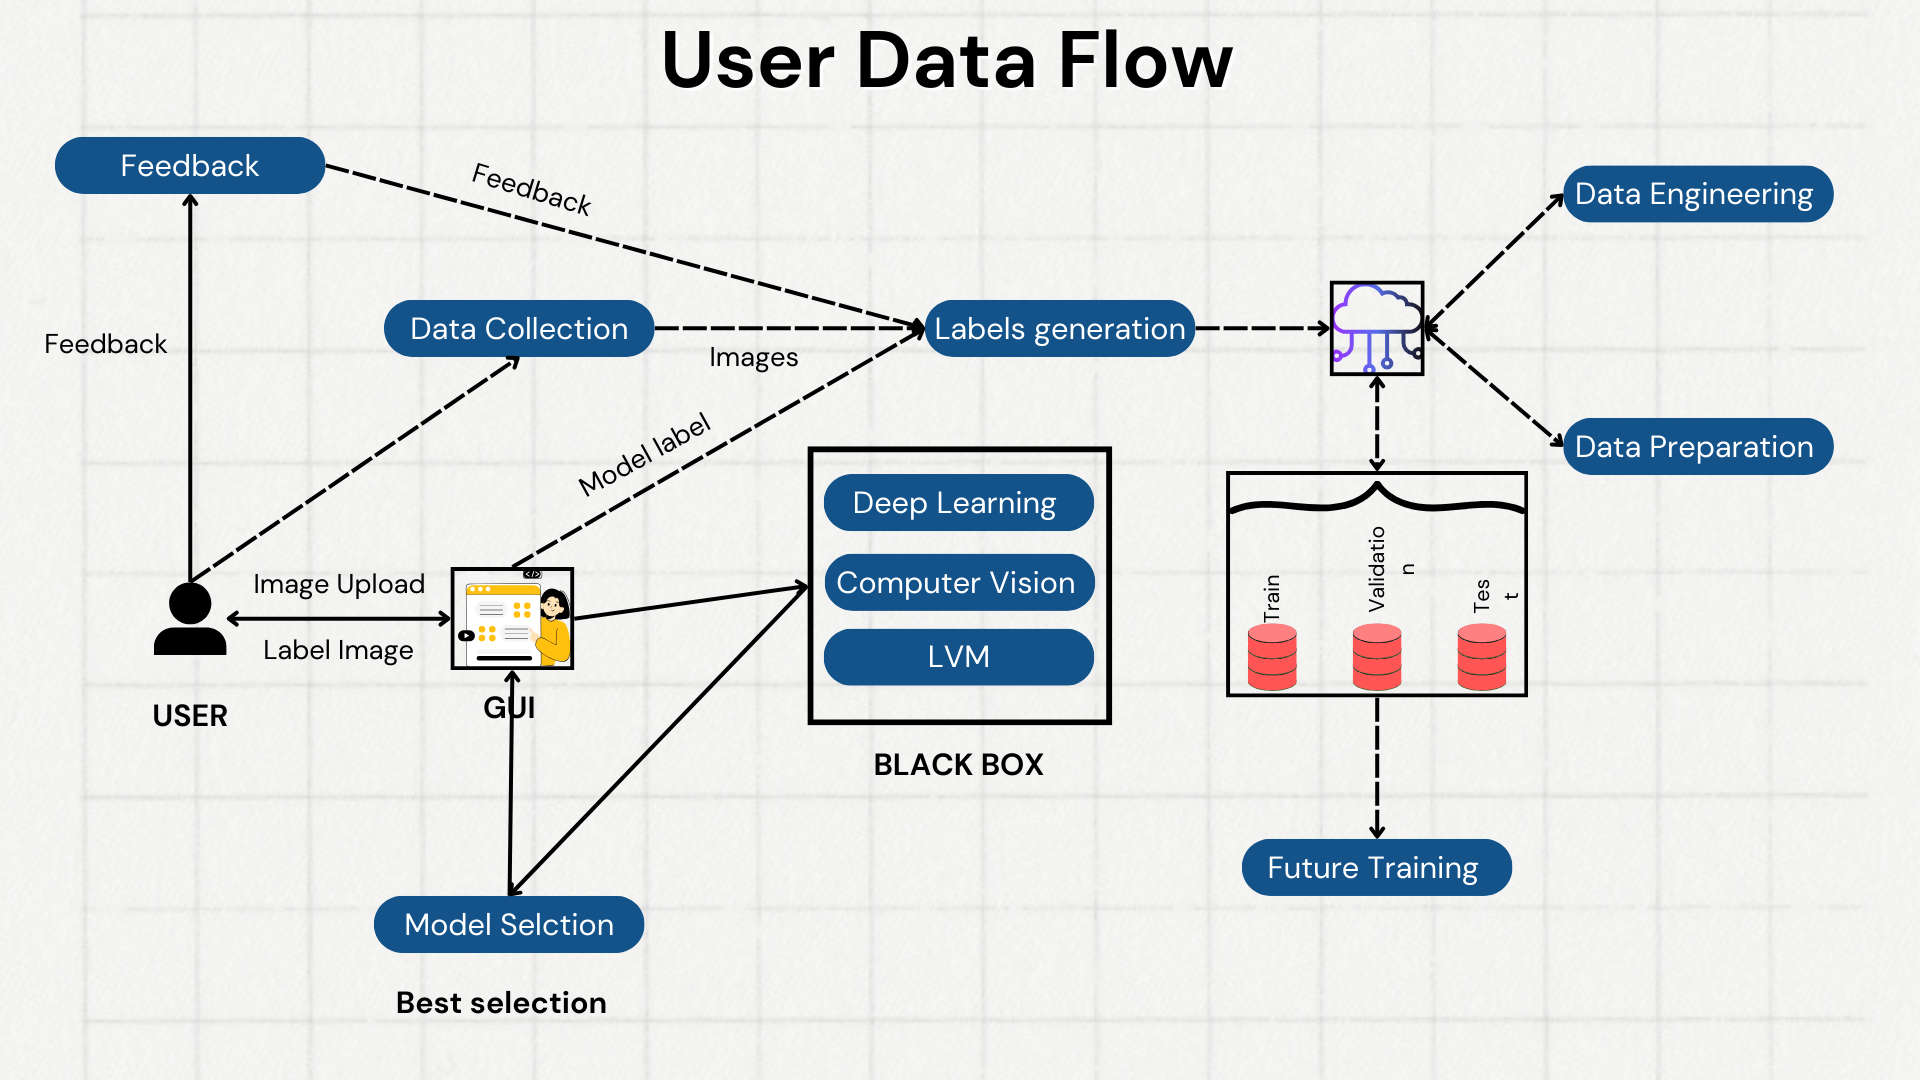 User Data Flow
Feedback
Feedback
Data Engineering
Feedback
Data Collection
Images
Labels generation
Data Preparation
Model label
Deep Learning
Computer Vision
LVM
BLACK BOX
Image Upload
Label Image
USER
</>
GUI
Train
Validatio
n
Tes
t
Future Training
Model Selction
Best selection